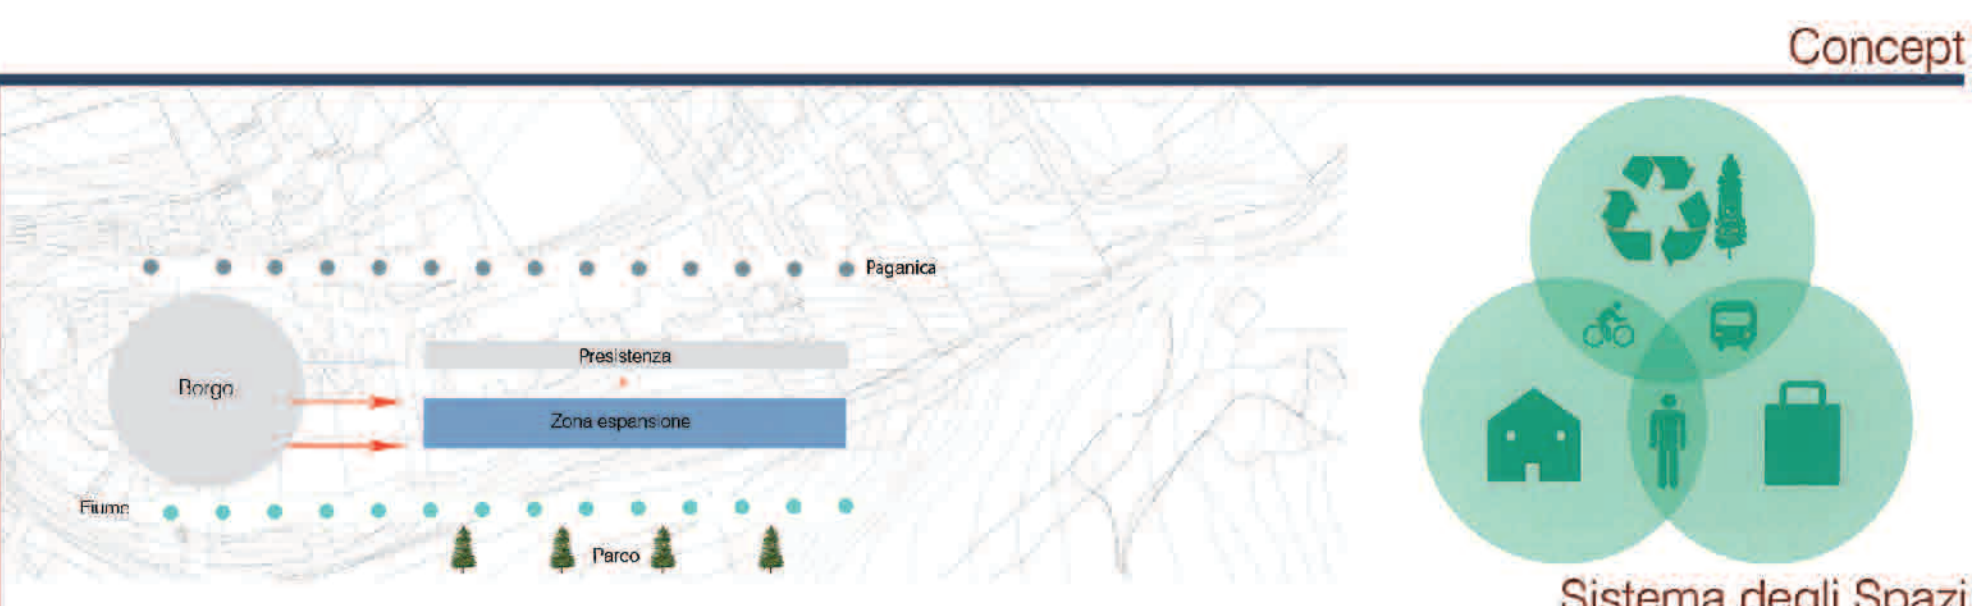 Concept
Paganica
Presistenza
Borgo
Zona espansione
Fiume
Parco
Sistema degli Spazi